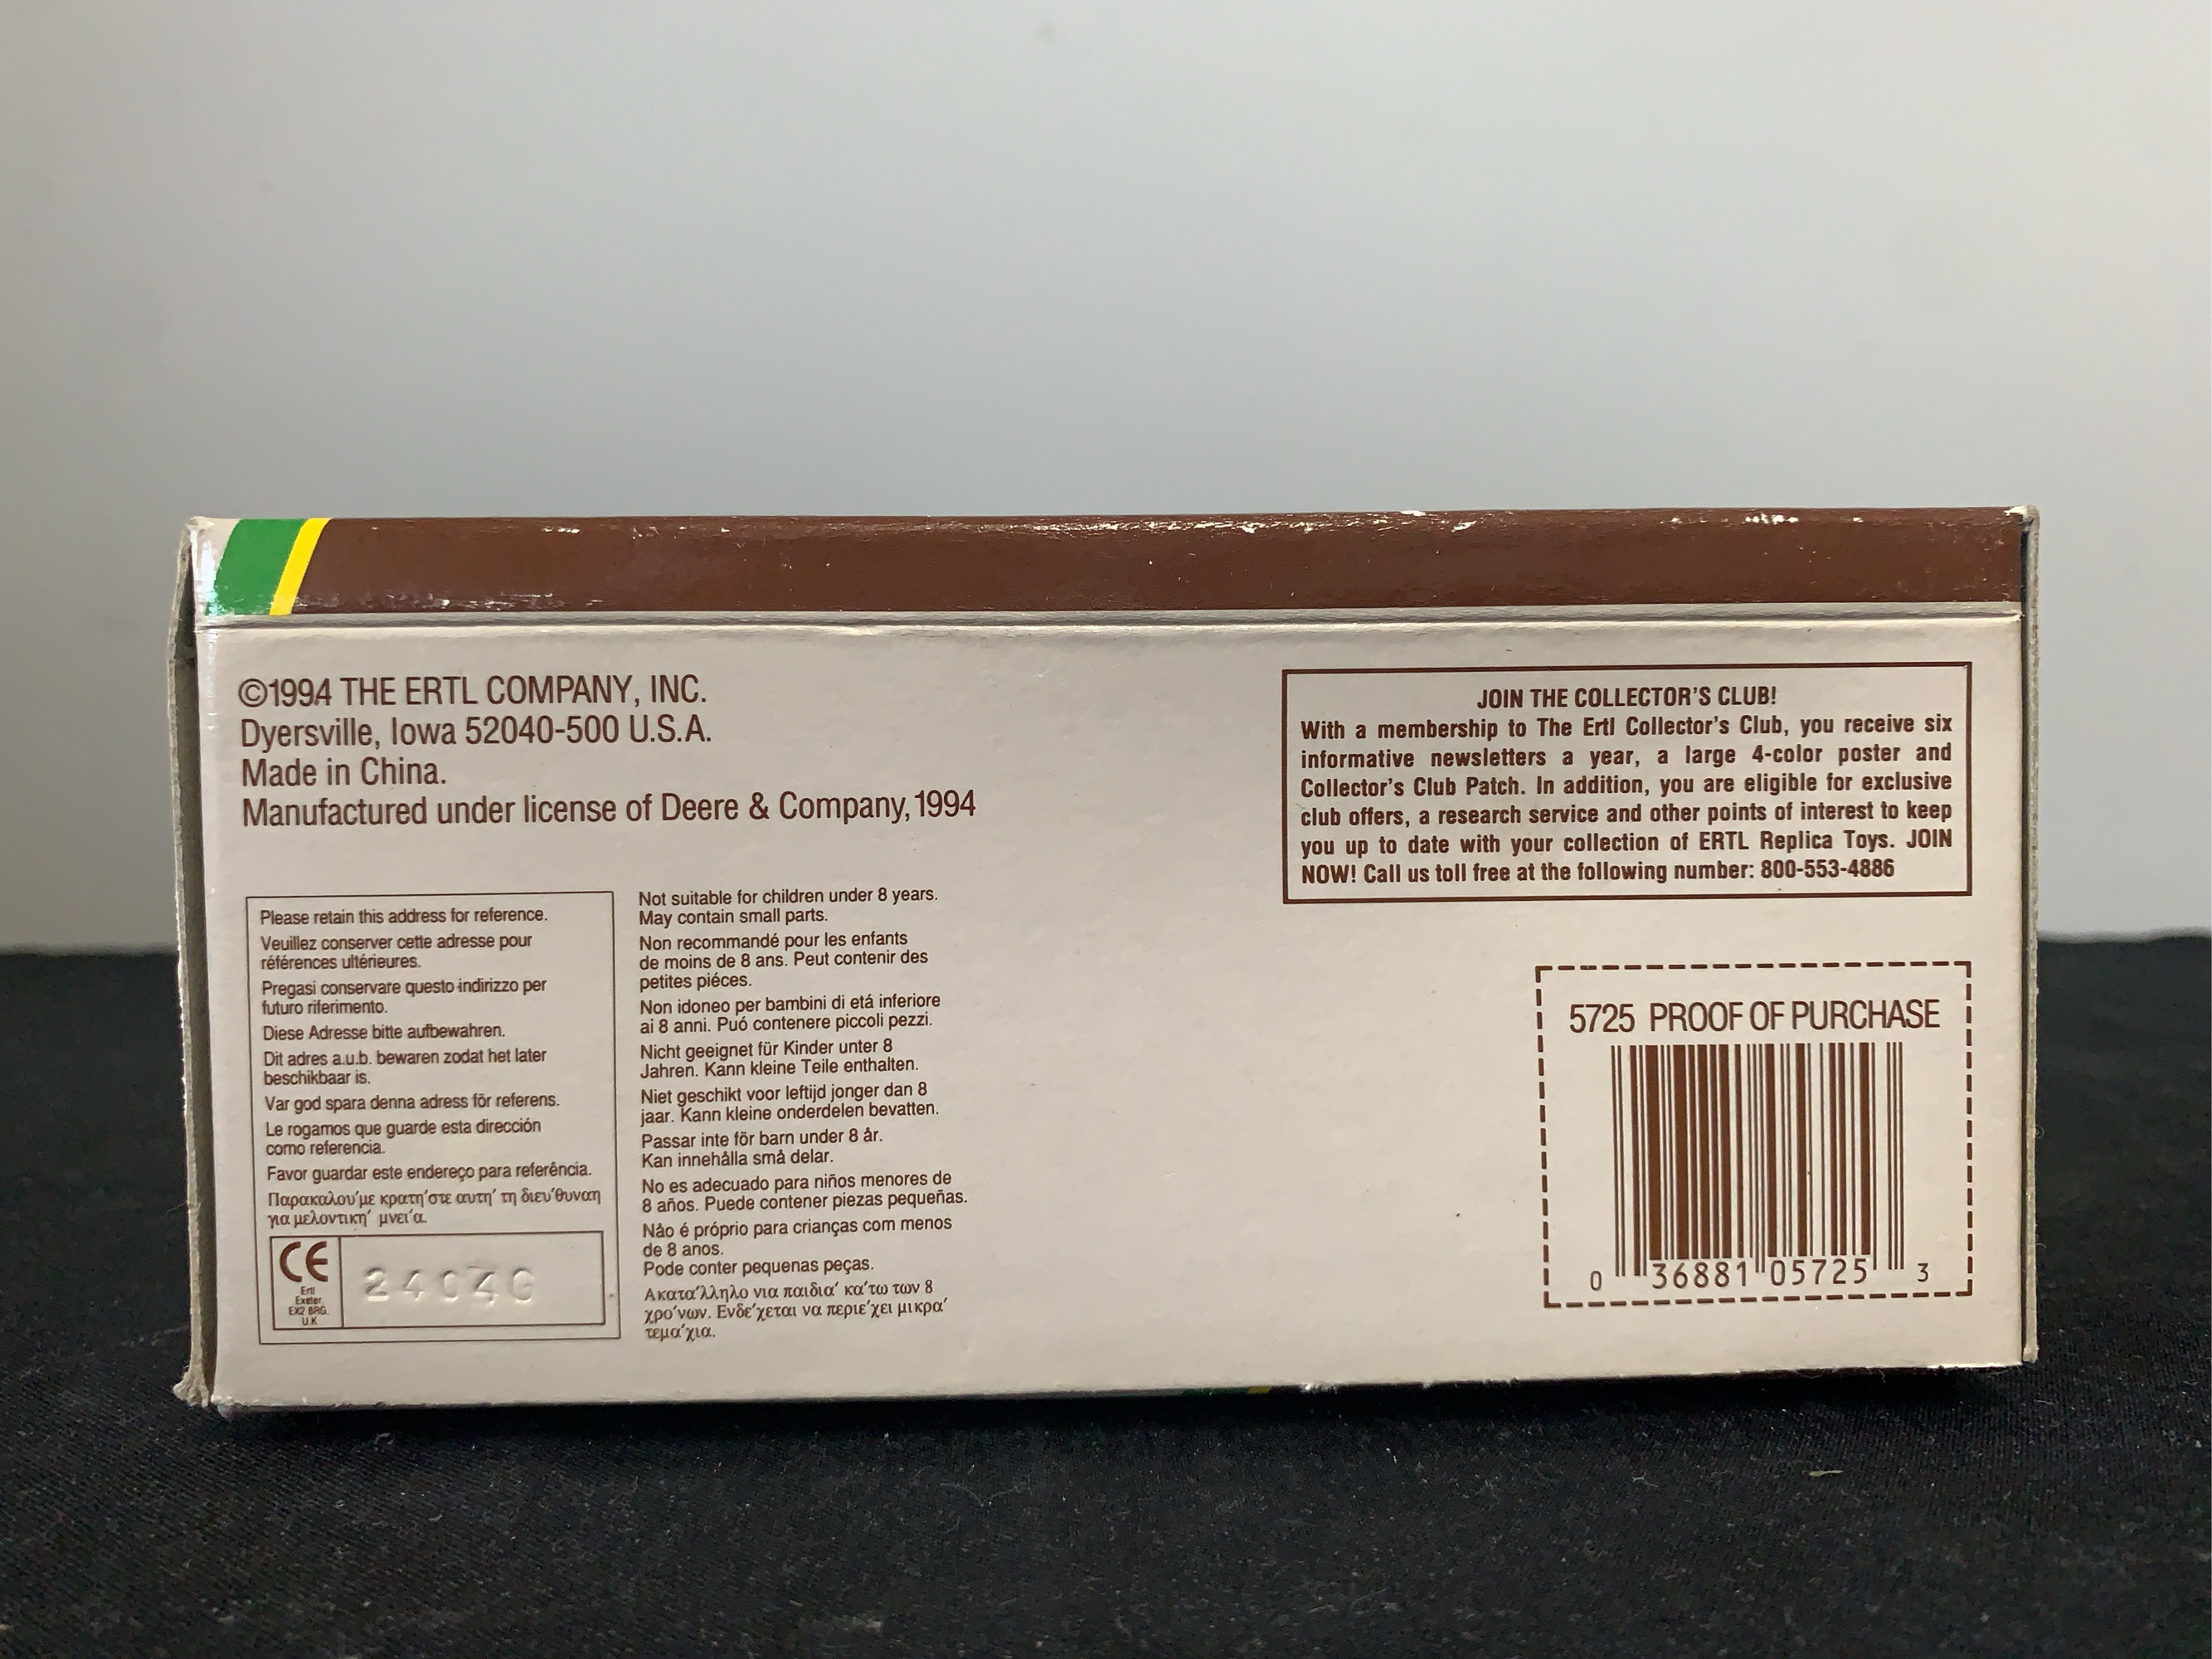 ©1994 THE ERTL COMPANY, INC.
Dyersville, Iowa 52040-500 U.S.A.
Made in China.
Manufactured under license of Deere & Company, 1994
Please retain this address for reference.
Veuillez conserver cette adresse pour
références ultérieures.
Pregasi conservare questo indirizzo per
futuro riferimento.
Diese Adresse bitte aufbewahren.
Dit adres a.u.b. bewaren zodat het later
beschikbaar is.
Var god spara denna adress för referens.
Le rogamos que guarde esta dirección
como referencia.
Favor guardar este endereço para referência.
Παρακαλου΄με κρατη΄στε αυτη΄ τη διευ΄θυναη
για μελοντικη΄ μνει΄α.
CE
Ertl
Exeter,
EX2 8RG.
U.K
Not suitable for children under 8 years.
May contain small parts.
Non recommandé pour les enfants
de moins de 8 ans. Peut contenir des
petites piéces.
Non idoneo per bambini di etá inferiore
ai 8 anni. Puó contenere piccoli pezzi.
Nicht geeignet für Kinder unter 8
Jahren. Kann kleine Teile enthalten.
Niet geschikt voor leftijd jonger dan 8
jaar. Kann kleine onderdelen bevatten.
Passar inte för barn under 8 år.
Kan innehålla små delar.
No es adecuado para niños menores de
8 años. Puede contener piezas pequeñas.
Nâo é próprio para crianças com menos
de 8 anos.
Pode conter pequenas peças.
Ακατα΄λληλο νια παιδια΄ κα΄τω των 8
χρο΄νων. Ενδε΄χεται να περιε΄χει μικρα΄
τεμα΄χια.
JOIN THE COLLECTOR'S CLUB!
With a membership to The Ertl Collector's Club, you receive six
informative newsletters a year, a large 4-color poster and
Collector's Club Patch. In addition, you are eligible for exclusive
club offers, a research service and other points of interest to keep
you up to date with your collection of ERTL Replica Toys. JOIN
NOW! Call us toll free at the following number: 800-553-4886
5725 PROOF OF PURCHASE
0 36881 05725 3